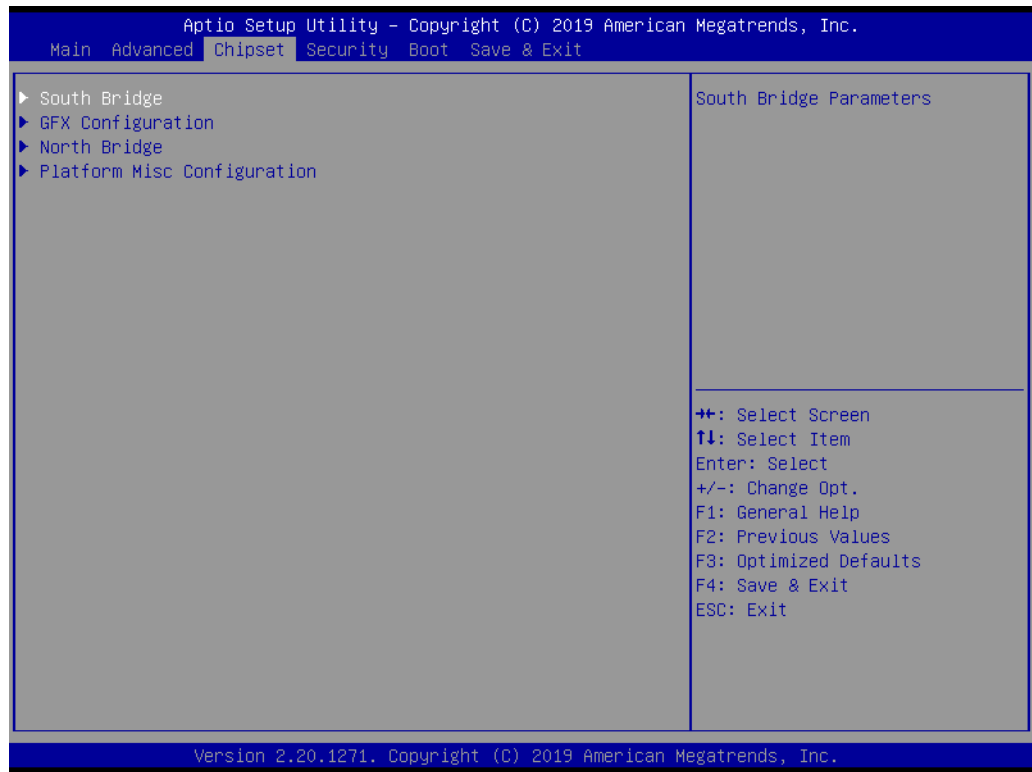 Aptio Setup Utility – Copyright (C) 2019 American Megatrends, Inc.
Main Advanced Chipset Security Boot Save & Exit
▶ South Bridge
▶ GFX Configuration
▶ North Bridge
▶ Platform Misc Configuration
South Bridge Parameters
→←: Select Screen
↑↓: Select Item
Enter: Select
+/-: Change Opt.
F1: General Help
F2: Previous Values
F3: Optimized Defaults
F4: Save & Exit
ESC: Exit
Version 2.20.1271. Copyright (C) 2019 American Megatrends, Inc.